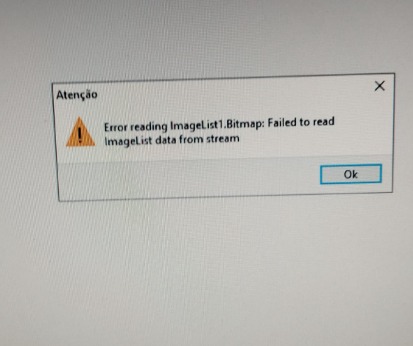 Atenção
Error reading ImageList1.Bitmap: Failed to read
ImageList data from stream
Ok